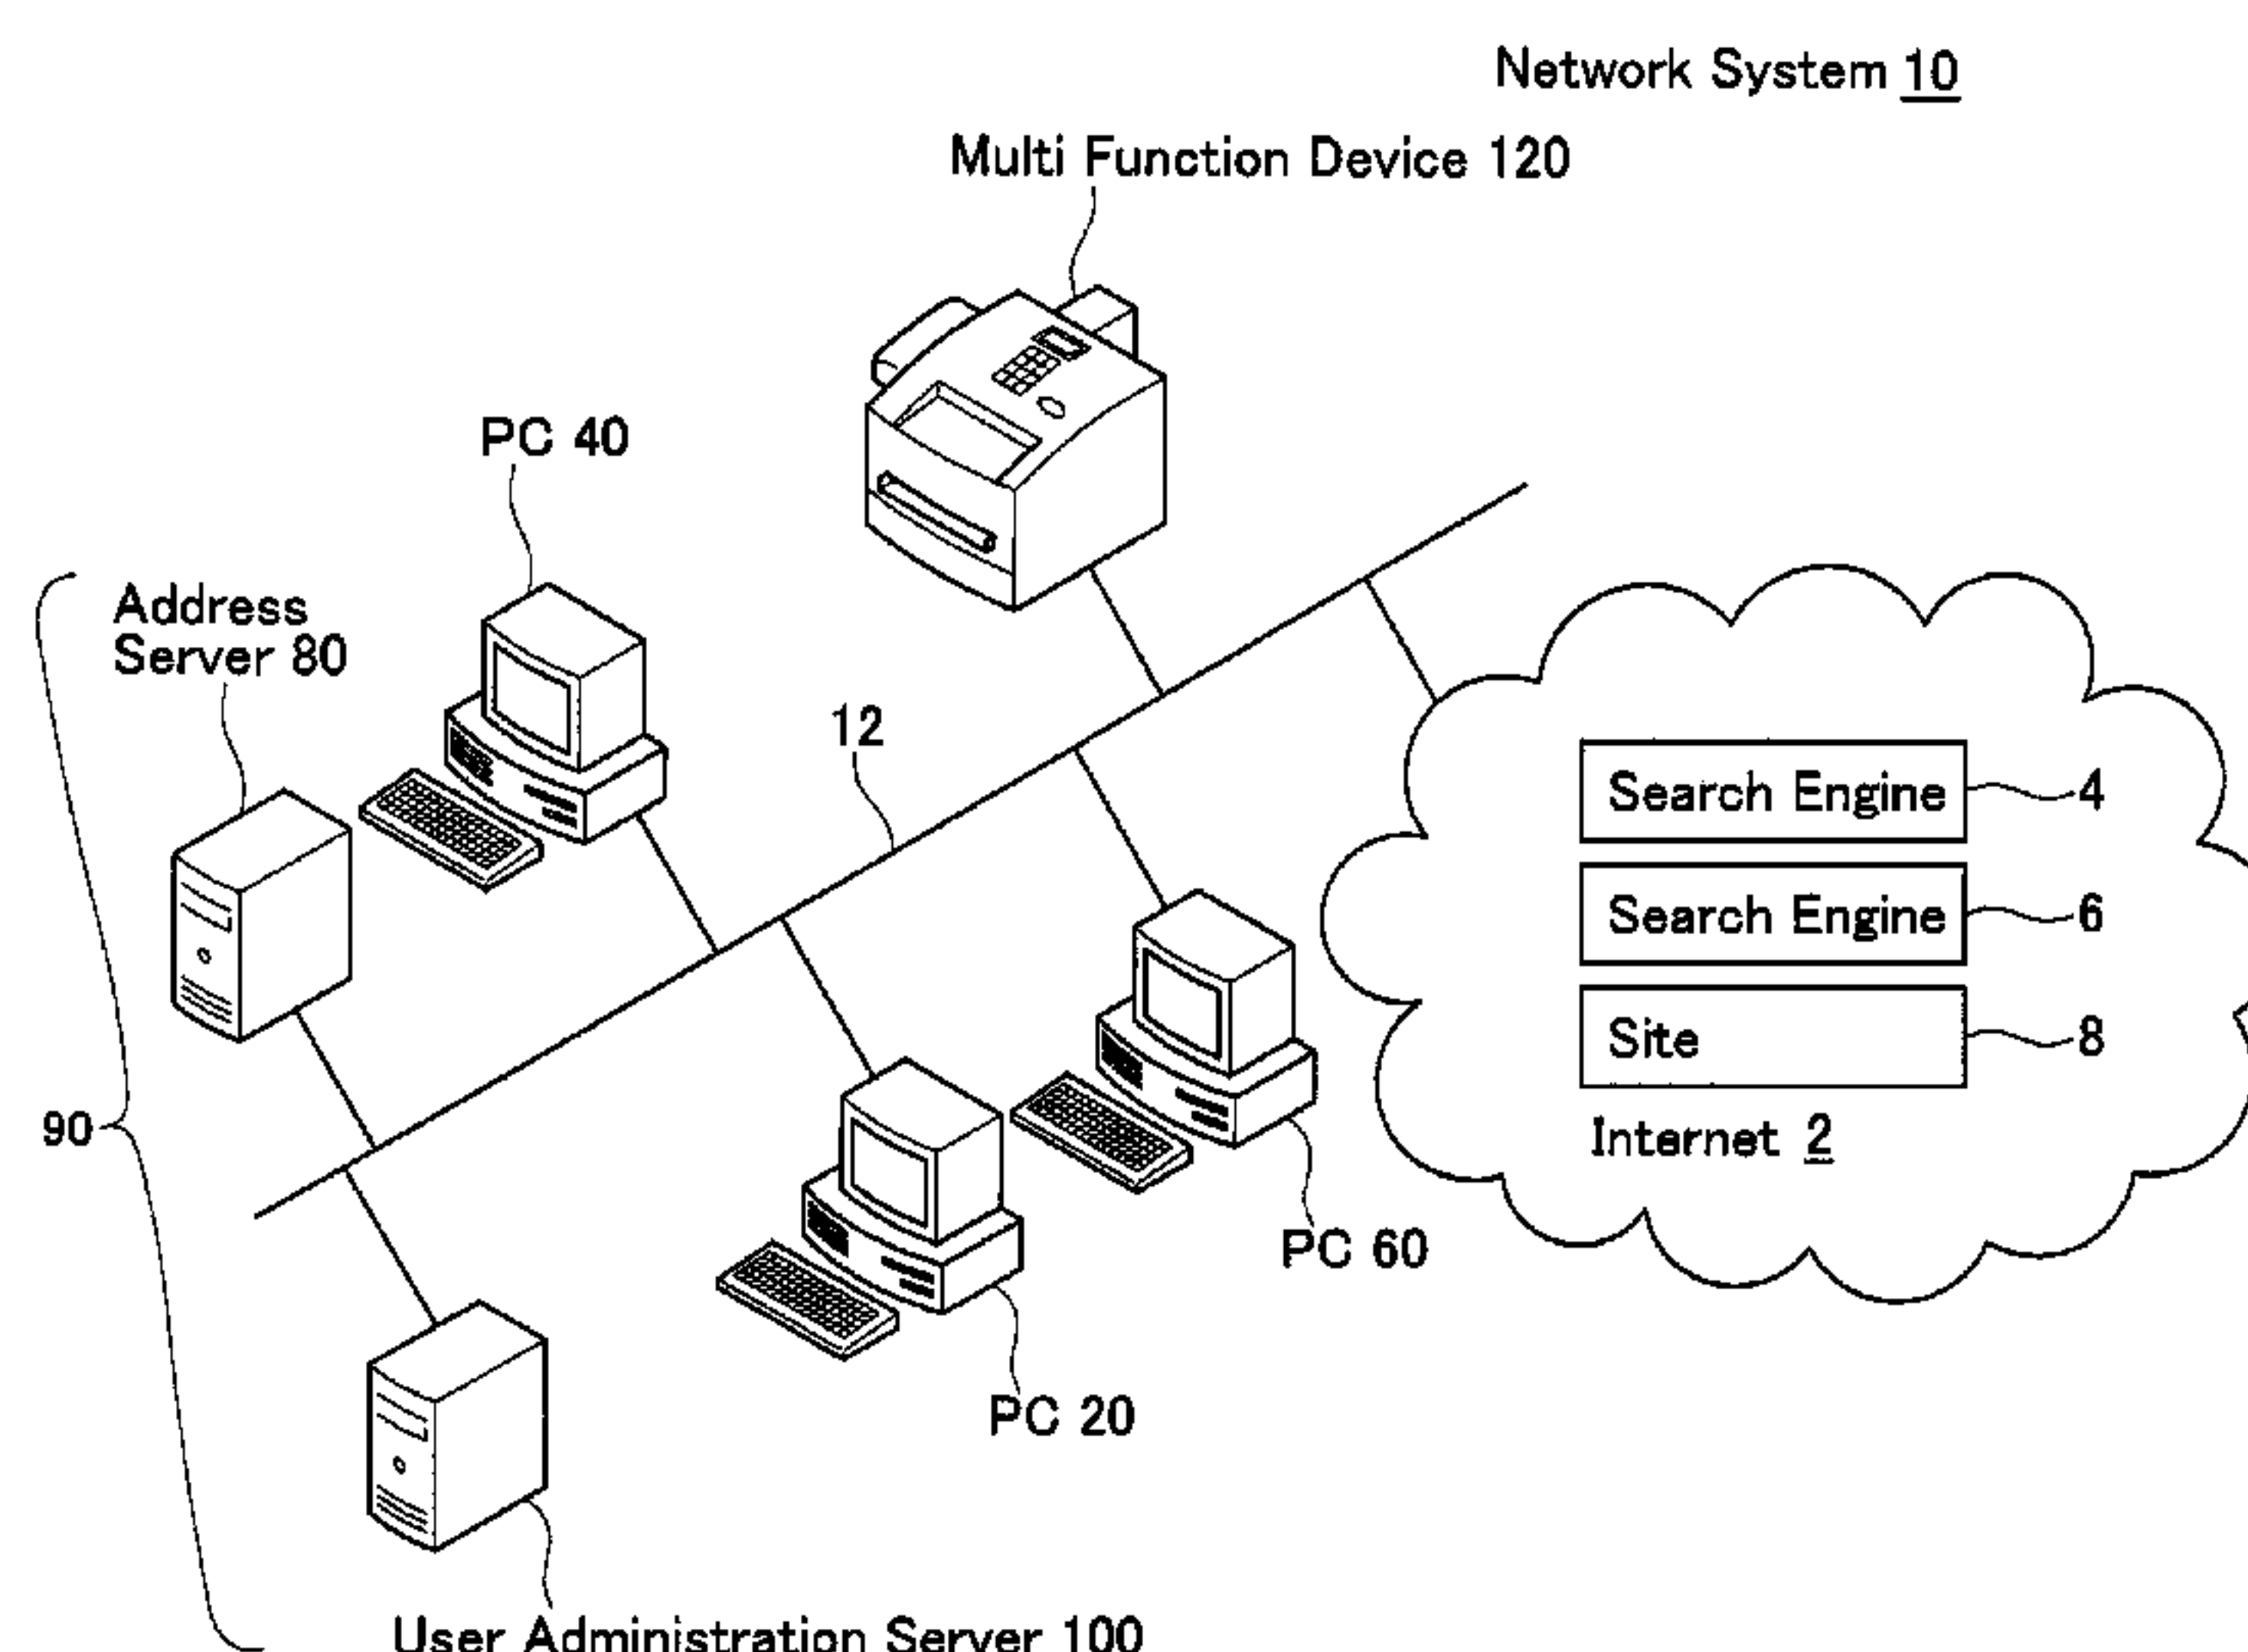 Network System 10
Multi Function Device 120
PC 40
Address
Server 80
12
Search Engine 4
Search Engine 6
Site 8
Internet 2
90
PC 60
PC 20
User Administration Server 100